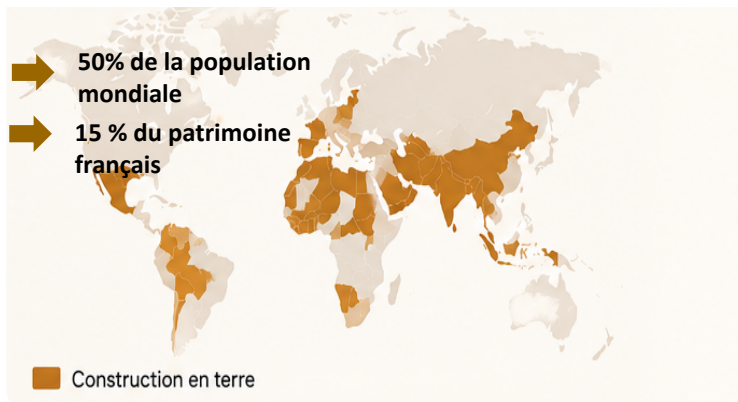 50% de la population
mondiale
15 % du patrimoine
français
Construction en terre